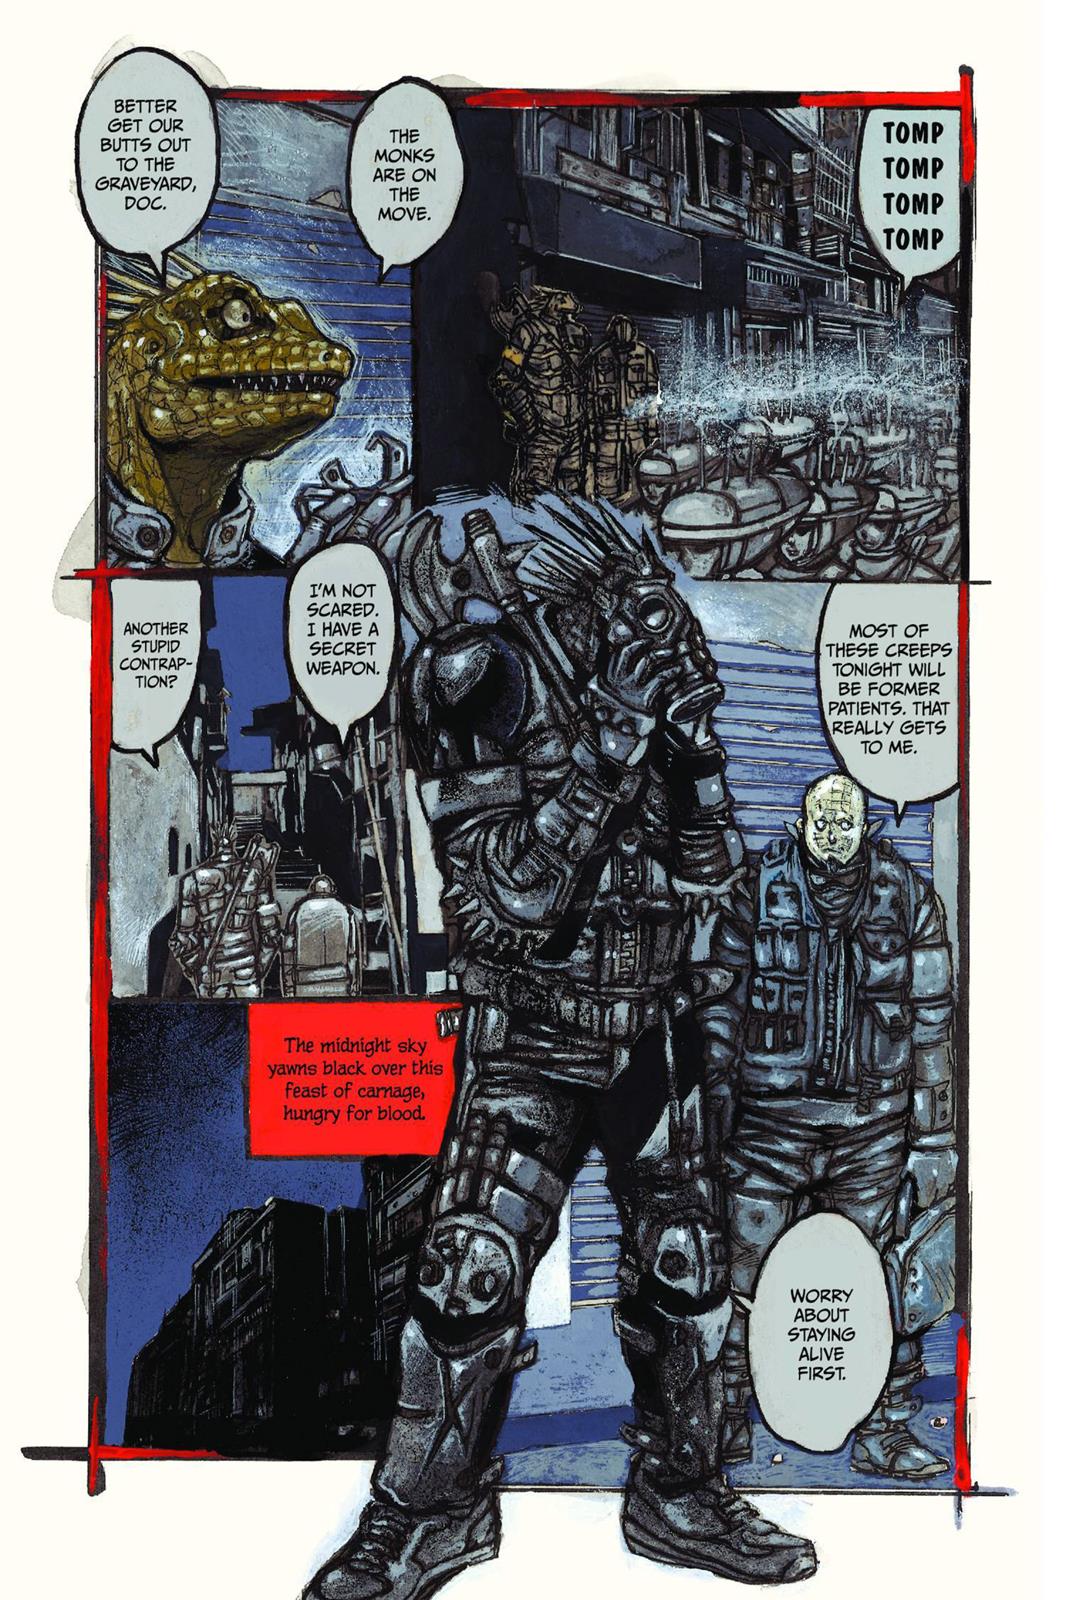 BETTER
GET OUR
BUTTS OUT
TO THE
GRAVEYARD,
DOC.
THE
MONKS
ARE ON
THE
MOVE.
TOMP
TOMP
TOMP
TOMP
ANOTHER
STUPID
CONTRAP-
TION?
I'M NOT
SCARED.
I HAVE A
SECRET
WEAPON.
MOST OF
THESE CREEPS
TONIGHT WILL
BE FORMER
PATIENTS. THAT
REALLY GETS
TO ME.
The midnight sky
yawns black over this
feast of carnage,
hungry for blood.
WORRY
ABOUT
STAYING
ALIVE
FIRST.